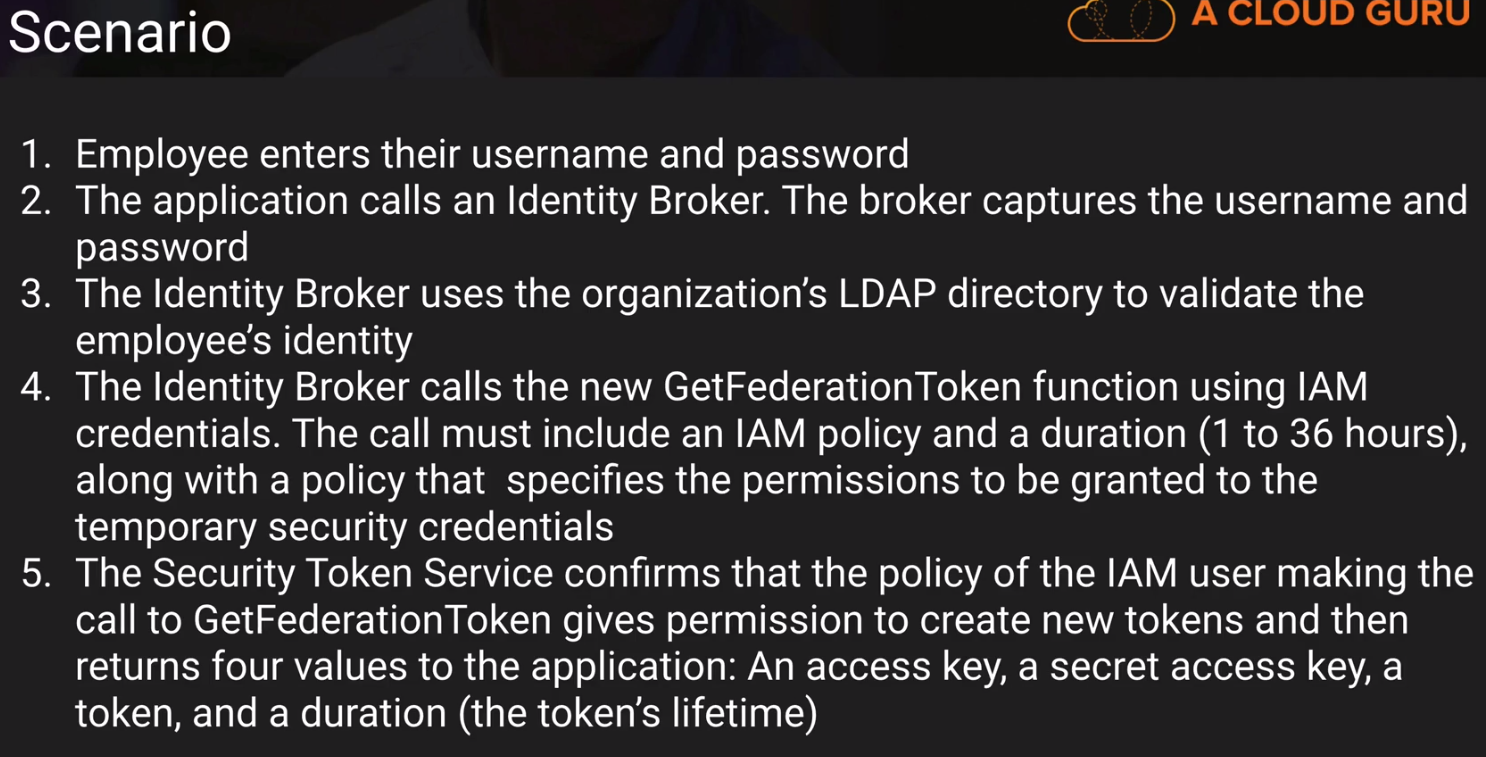 Scenario
A CLOUD GURU
1. Employee enters their username and password
2. The application calls an Identity Broker. The broker captures the username and
password
3. The Identity Broker uses the organization's LDAP directory to validate the
employee's identity
4. The Identity Broker calls the new GetFederationToken function using IAM
credentials. The call must include an IAM policy and a duration (1 to 36 hours),
along with a policy that  specifies the permissions to be granted to the
temporary security credentials
5. The Security Token Service confirms that the policy of the IAM user making the
call to GetFederationToken gives permission to create new tokens and then
returns four values to the application: An access key, a secret access key, a
token, and a duration (the token's lifetime)